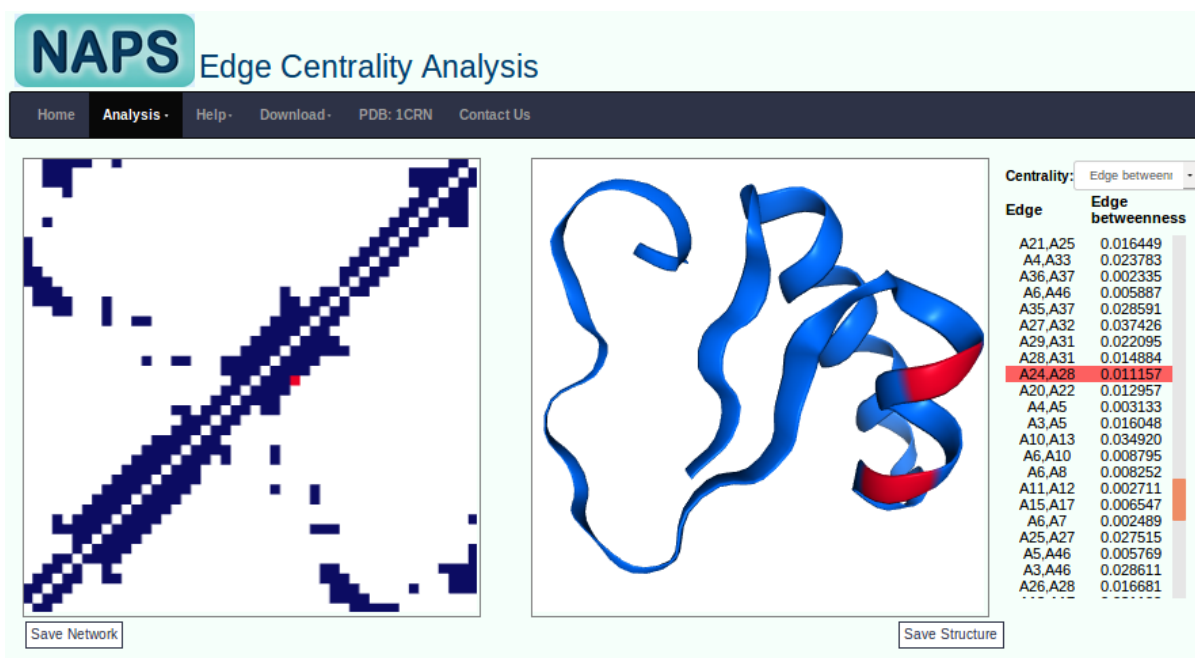 NAPS Edge Centrality Analysis
Home Analysis Help Download PDB: 1CRN Contact Us
Centrality: Edge between
Edge Edge betweenness
A21,A25 0.016449
A4,A33 0.023783
A36,A37 0.002335
A6,A46 0.005887
A35,A37 0.028591
A27,A32 0.037426
A29,A31 0.022095
A28,A31 0.014884
A24,A28 0.011157
A20,A22 0.012957
A4,A5 0.003133
A3,A5 0.016048
A10,A13 0.034920
A6,A10 0.008795
A6,A8 0.008252
A11,A12 0.002711
A15,A17 0.006547
A6,A7 0.002489
A25,A27 0.027515
A5,A46 0.005769
A3,A46 0.028611
A26,A28 0.016681
Save Network
Save Structure